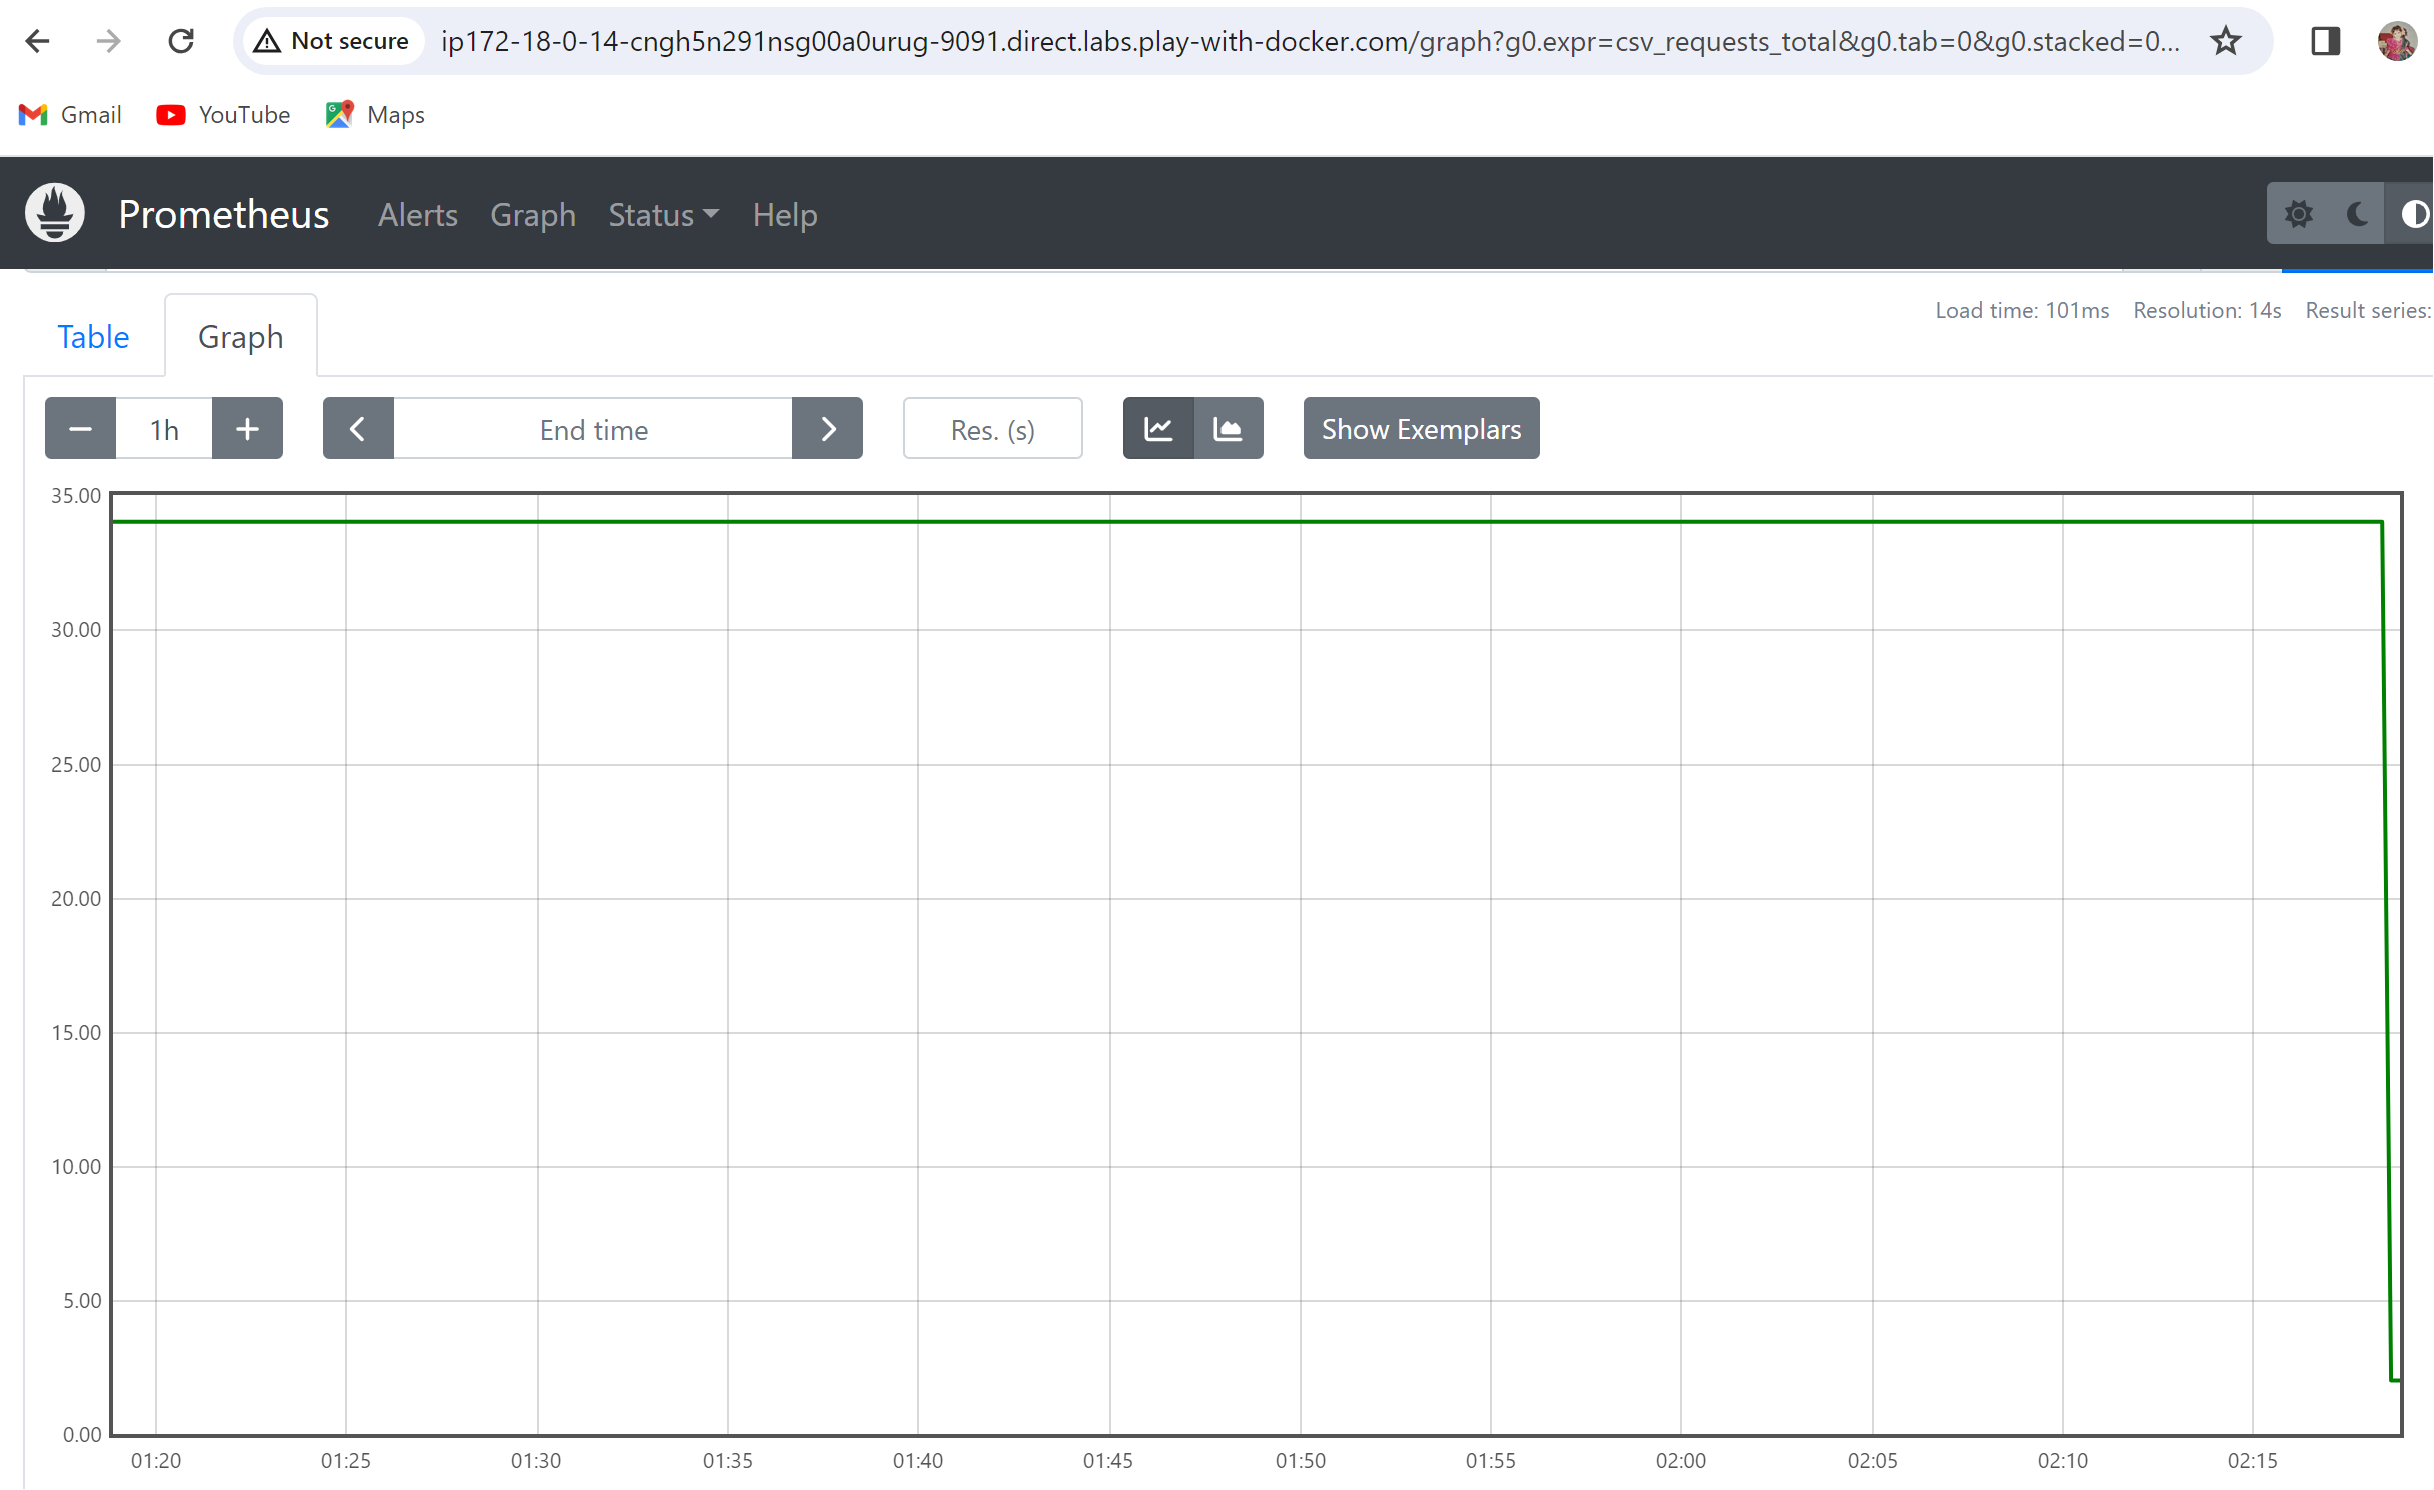 Not secure ip172-18-0-14-cngh5n291nsg00a0urug-9091.direct.labs.play-with-docker.com/graph?g0.expr=csv_requests_total&g0.tab=0&g0.stacked=0...
Gmail YouTube Maps
Prometheus Alerts Graph Status Help
Load time: 101ms Resolution: 14s Result series:
Table Graph
1h End time Res. (s) Show Exemplars
35.00
30.00
25.00
20.00
15.00
10.00
5.00
0.00
01:20 01:25 01:30 01:35 01:40 01:45 01:50 01:55 02:00 02:05 02:10 02:15